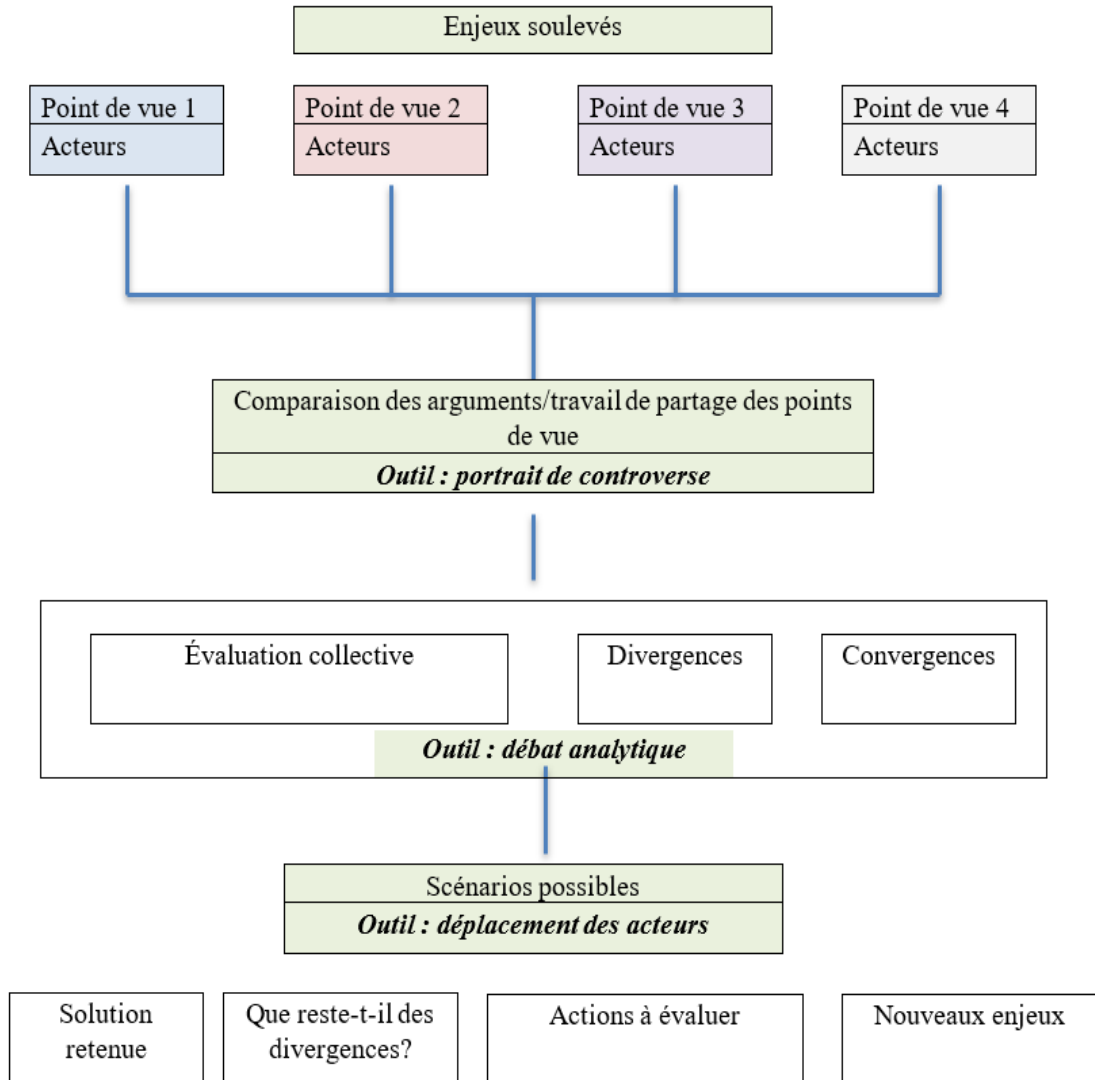 Enjeux soulevés
Point de vue 1
Acteurs
Point de vue 2
Acteurs
Point de vue 3
Acteurs
Point de vue 4
Acteurs
Comparaison des arguments/travail de partage des points
de vue
Outil : portrait de controverse
Évaluation collective
Divergences
Convergences
Outil : débat analytique
Scénarios possibles
Outil : déplacement des acteurs
Solution
retenue
Que reste-t-il des
divergences?
Actions à évaluer
Nouveaux enjeux